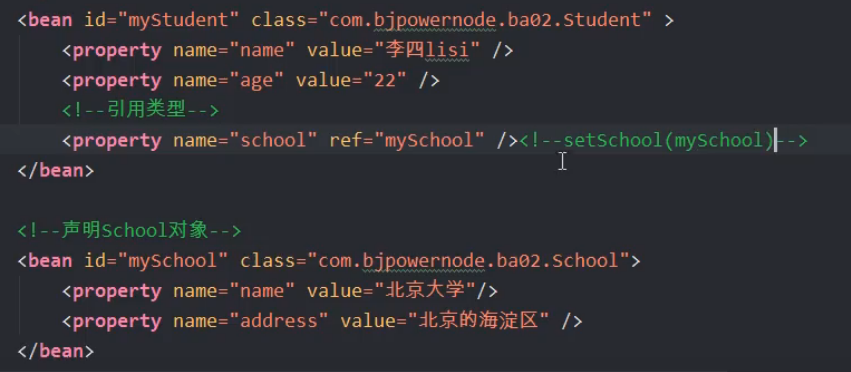 <bean id="myStudent" class="com.bjpowernode.ba02.Student" >
<property name="name" value="李四lisi" />
<property name="age" value="22" />
<!--引用类型-->
<property name="school" ref="mySchool" /><!--setSchool(mySchool)-->
</bean>
<!--声明School对象-->
<bean id="mySchool" class="com.bjpowernode.ba02.School">
<property name="name" value="北京大学"/>
<property name="address" value="北京的海淀区" />
</bean>